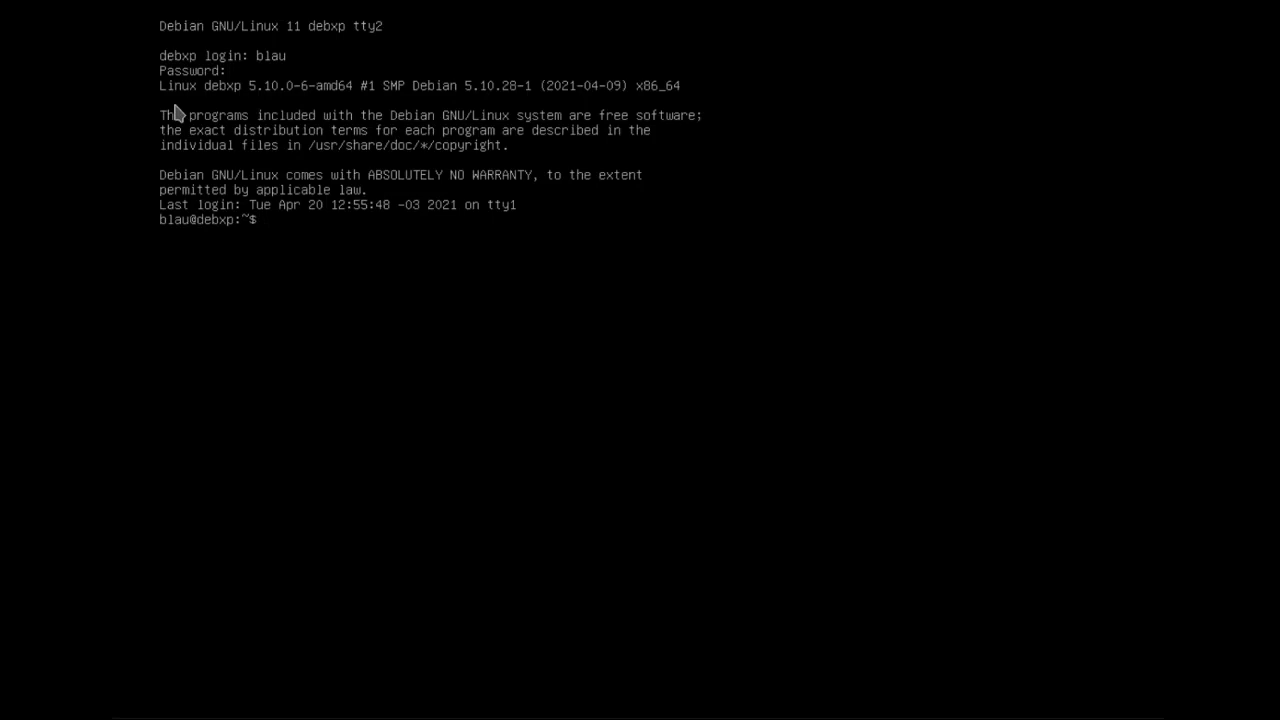 Debian GNU/Linux 11 debxp tty2
debxp login: blau
Password:
Linux debxp 5.10.0-6-amd64 #1 SMP Debian 5.10.28-1 (2021-04-09) x86_64
The programs included with the Debian GNU/Linux system are free software;
the exact distribution terms for each program are described in the
individual files in /usr/share/doc/*/copyright.
Debian GNU/Linux comes with ABSOLUTELY NO WARRANTY, to the extent
permitted by applicable law.
Last login: Tue Apr 20 12:55:48 -03 2021 on tty1
blau@debxp:~$